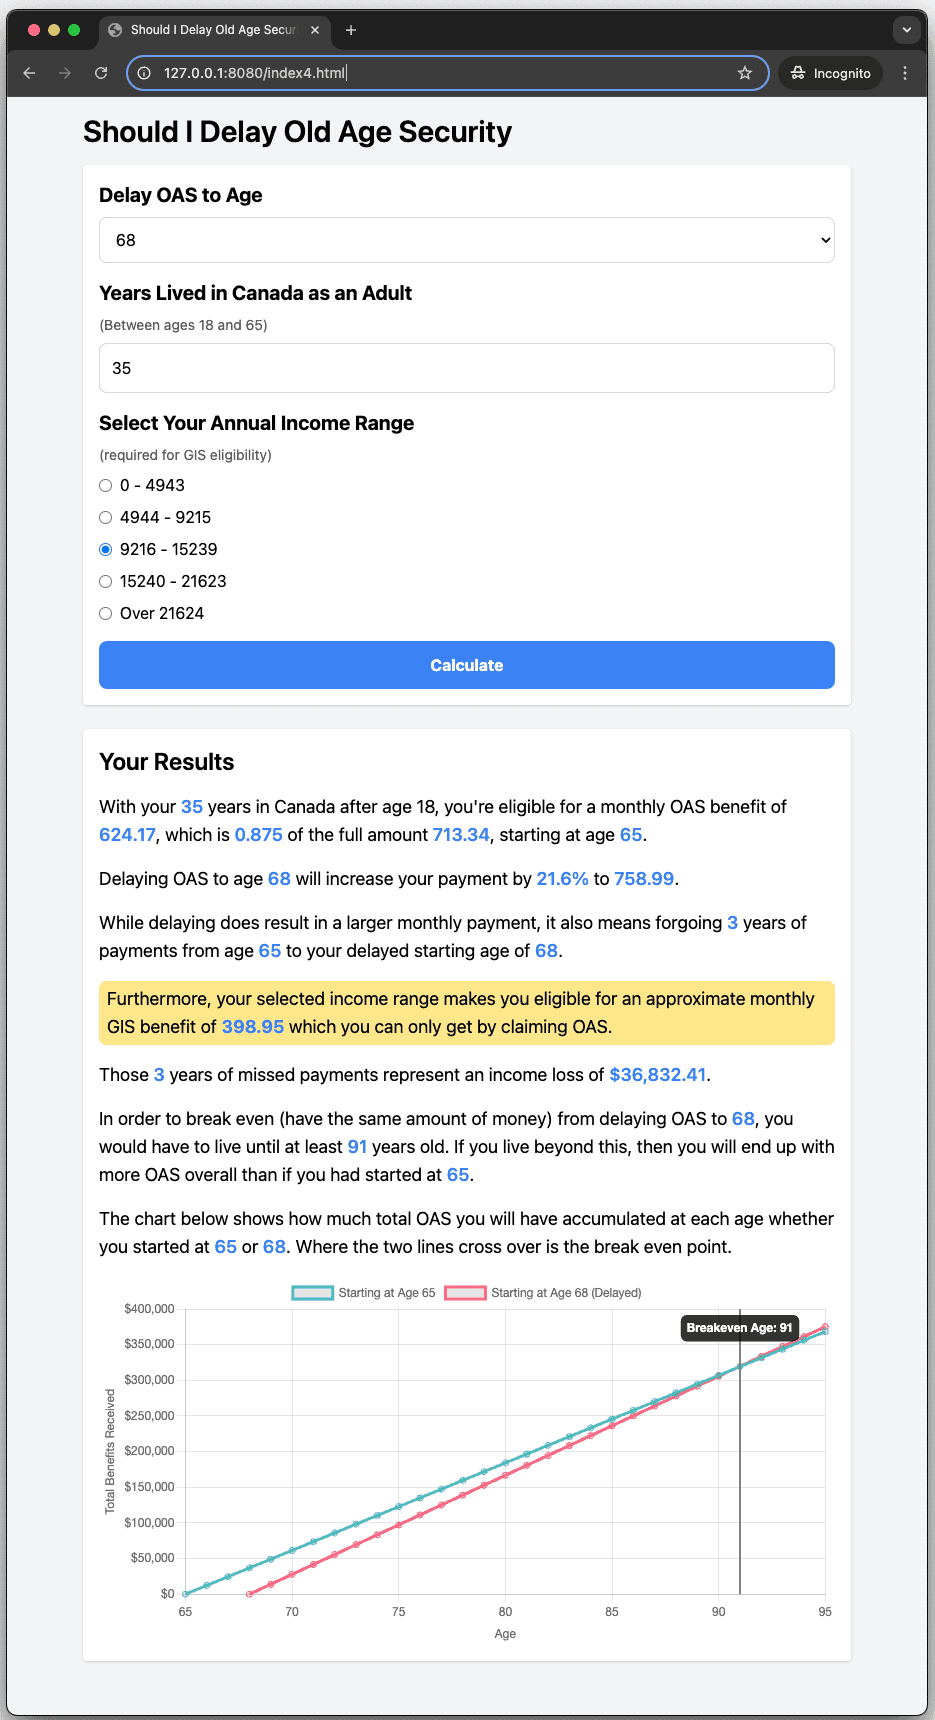 Should I Delay Old Age Secur
127.0.0.1:8080/index4.html
Incognito
Should I Delay Old Age Security
Delay OAS to Age
68
Years Lived in Canada as an Adult
(Between ages 18 and 65)
35
Select Your Annual Income Range
(required for GIS eligibility)
0 - 4943
4944 - 9215
9216 - 15239
15240 - 21623
Over 21624
Calculate
Your Results
With your 35 years in Canada after age 18, you're eligible for a monthly OAS benefit of
624.17, which is 0.875 of the full amount 713.34, starting at age 65.
Delaying OAS to age 68 will increase your payment by 21.6% to 758.99.
While delaying does result in a larger monthly payment, it also means forgoing 3 years of
payments from age 65 to your delayed starting age of 68.
Furthermore, your selected income range makes you eligible for an approximate monthly
GIS benefit of 398.95 which you can only get by claiming OAS.
Those 3 years of missed payments represent an income loss of $36,832.41.
In order to break even (have the same amount of money) from delaying OAS to 68, you
would have to live until at least 91 years old. If you live beyond this, then you will end up with
more OAS overall than if you had started at 65.
The chart below shows how much total OAS you will have accumulated at each age whether
you started at 65 or 68. Where the two lines cross over is the break even point.
Starting at Age 65
Starting at Age 68 (Delayed)
Breakeven Age: 91
Total Benefits Received
$400,000
$350,000
$300,000
$250,000
$200,000
$150,000
$100,000
$50,000
$0
65
70
75
80
85
90
95
Age